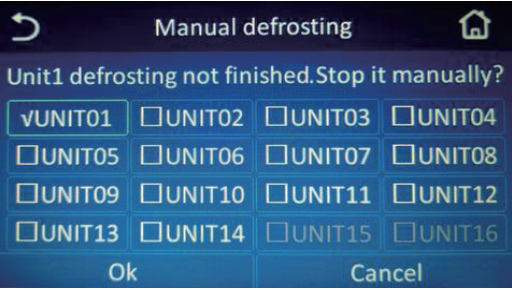 Manual defrosting
Unit1 defrosting not finished.Stop it manually?
√UNIT01 □UNIT02 □UNIT03 □UNIT04
□UNIT05 □UNIT06 □UNIT07 □UNIT08
□UNIT09 □UNIT10 □UNIT11 □UNIT12
□UNIT13 □UNIT14 □UNIT15 □UNIT16
Ok Cancel